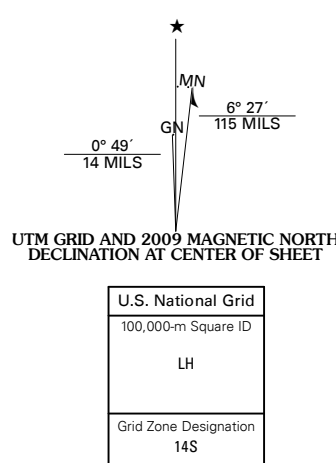 ★
MN
GN
6° 27´
115 MILS
0° 49´
14 MILS
UTM GRID AND 2009 MAGNETIC NORTH
DECLINATION AT CENTER OF SHEET
U.S. National Grid
100,000-m Square ID
LH
Grid Zone Designation
14S